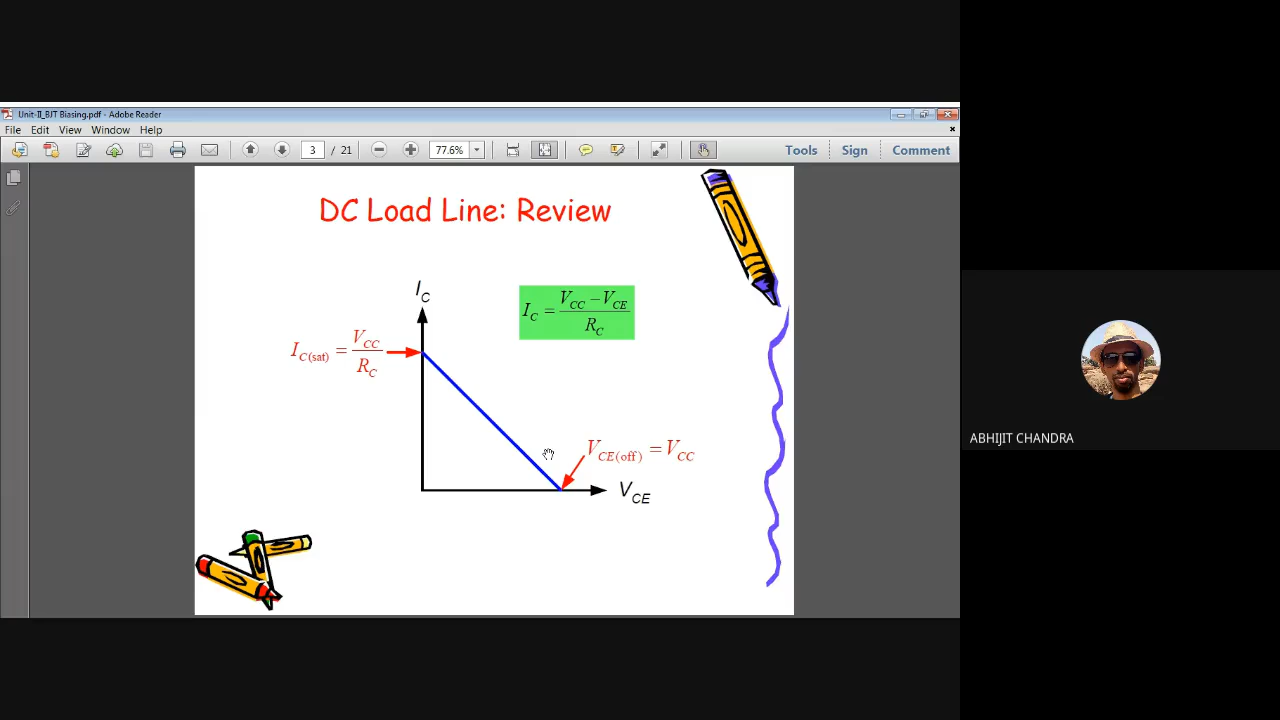 Unit-II_BJT Biasing.pdf - Adobe Reader
File Edit View Window Help
3 / 21 77.6% Tools Sign Comment
DC Load Line: Review
I_C
I_C = (V_CC − V_CE) / R_C
I_C(sat) = V_CC / R_C
V_CE(off) = V_CC
V_CE
ABHIJIT CHANDRA